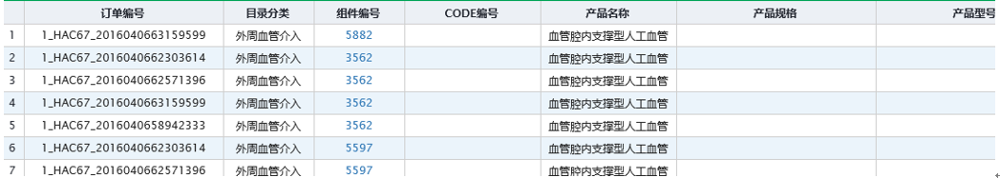 订单编号 目录分类 组件编号 CODE编号 产品名称 产品规格 产品型号
1 1_HAC67_2016040663159599 外周血管介入 5882 血管腔内支撑型人工血管
2 1_HAC67_2016040662303614 外周血管介入 3562 血管腔内支撑型人工血管
3 1_HAC67_2016040662571396 外周血管介入 3562 血管腔内支撑型人工血管
4 1_HAC67_2016040663159599 外周血管介入 3562 血管腔内支撑型人工血管
5 1_HAC67_2016040658942333 外周血管介入 3562 血管腔内支撑型人工血管
6 1_HAC67_2016040662303614 外周血管介入 5597 血管腔内支撑型人工血管
7 1_HAC67_2016040662571396 外周血管介入 5597 血管腔内支撑型人工血管